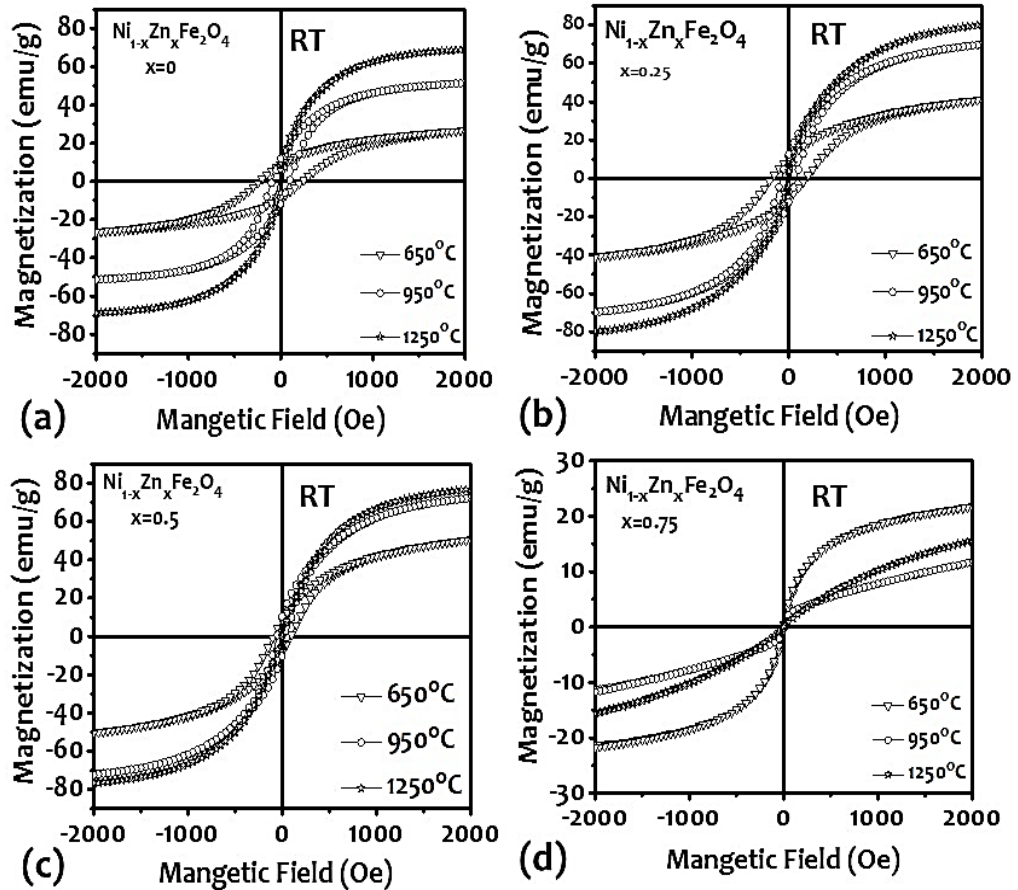 Magnetization (emu/g)
80
60
40
20
0
-20
-40
-60
-80
Ni₁₋ₓZnₓFe₂O₄
x=0
RT
650°C
950°C
1250°C
-2000 -1000 0 1000 2000
(a) Mangetic Field (Oe)
Magnetization (emu/g)
80
60
40
20
0
-20
-40
-60
-80
Ni₁₋ₓZnₓFe₂O₄
x=0.25
RT
650°C
950°C
1250°C
-2000 -1000 0 1000 2000
(b) Mangetic Field (Oe)
Magnetization (emu/g)
80
60
40
20
0
-20
-40
-60
-80
Ni₁₋ₓZnₓFe₂O₄
x=0.5
RT
650°C
950°C
1250°C
-2000 -1000 0 1000 2000
(c) Mangetic Field (Oe)
Magnetization (emu/g)
30
20
10
0
-10
-20
-30
Ni₁₋ₓZnₓFe₂O₄
x=0.75
RT
650°C
950°C
1250°C
-2000 -1000 0 1000 2000
(d) Mangetic Field (Oe)